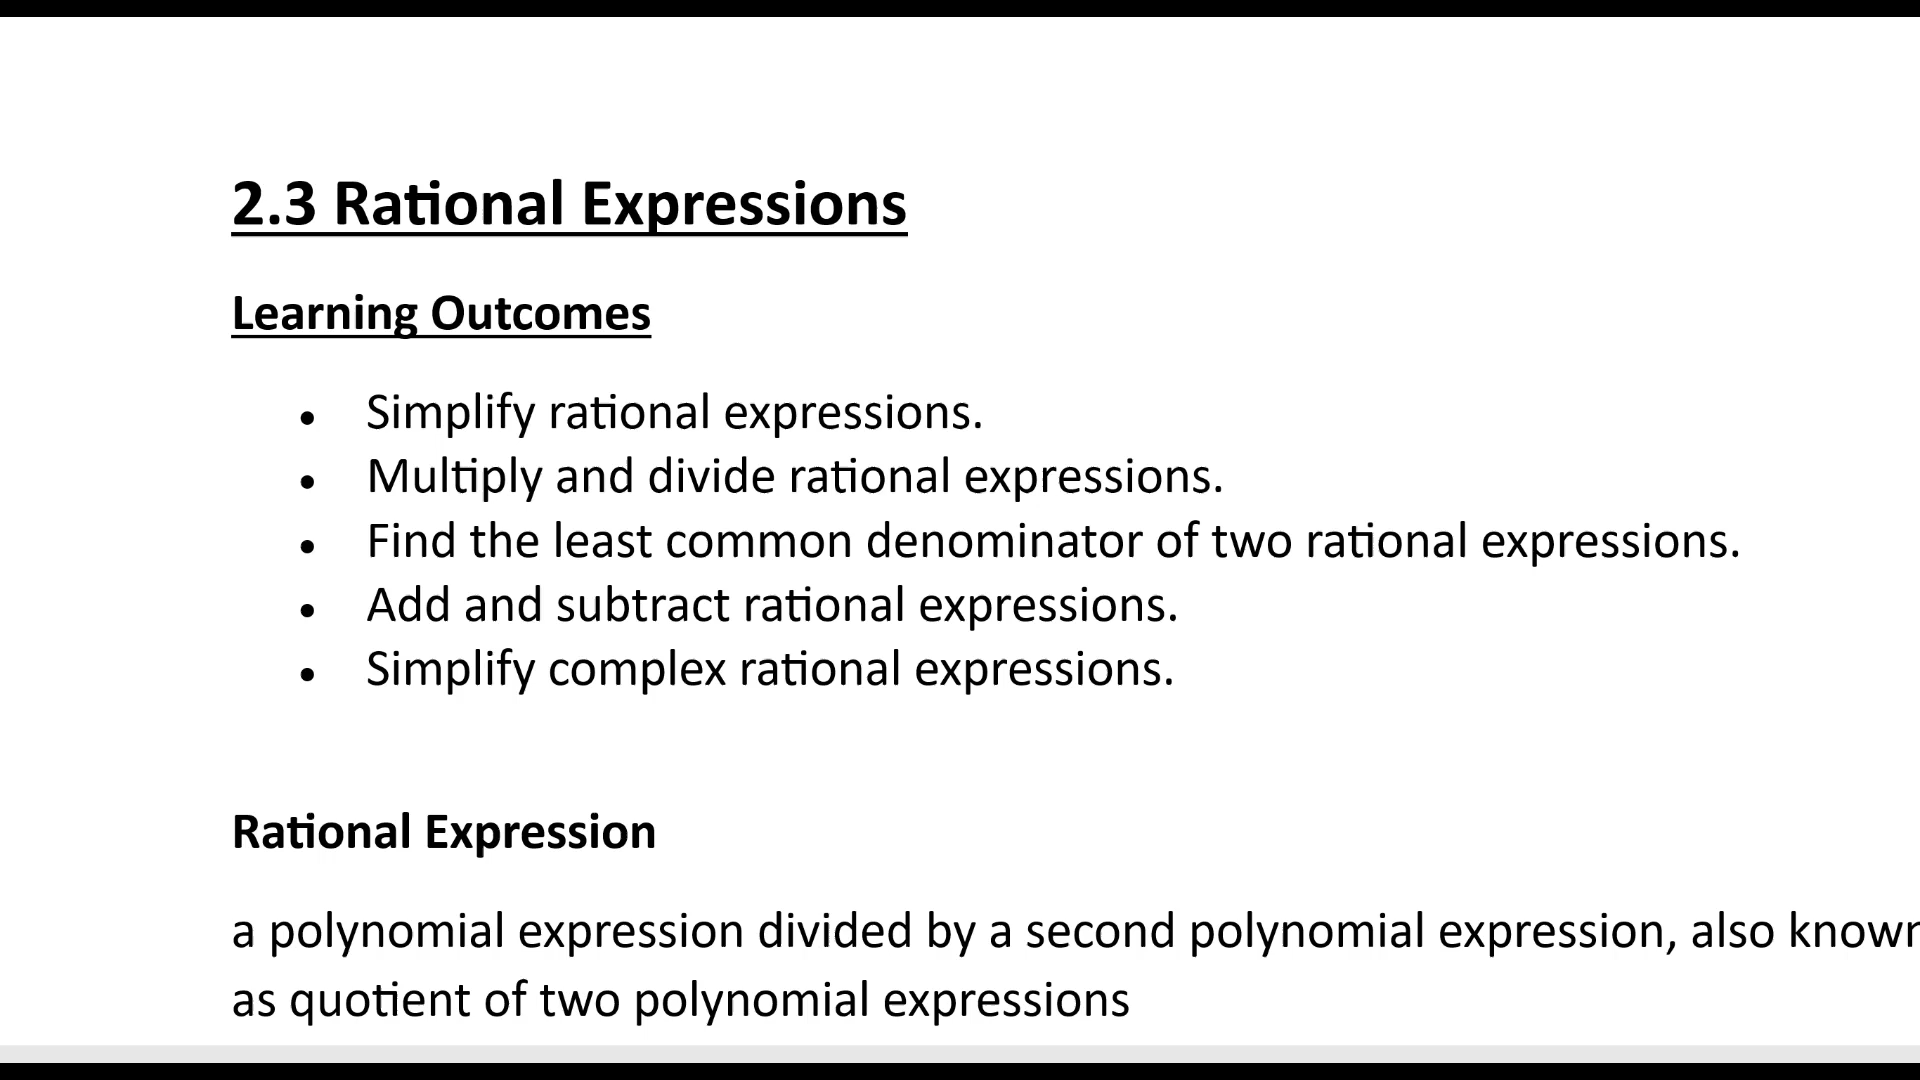 2.3 Rational Expressions
Learning Outcomes
• Simplify rational expressions.
• Multiply and divide rational expressions.
• Find the least common denominator of two rational expressions.
• Add and subtract rational expressions.
• Simplify complex rational expressions.
Rational Expression
a polynomial expression divided by a second polynomial expression, also known
as quotient of two polynomial expressions